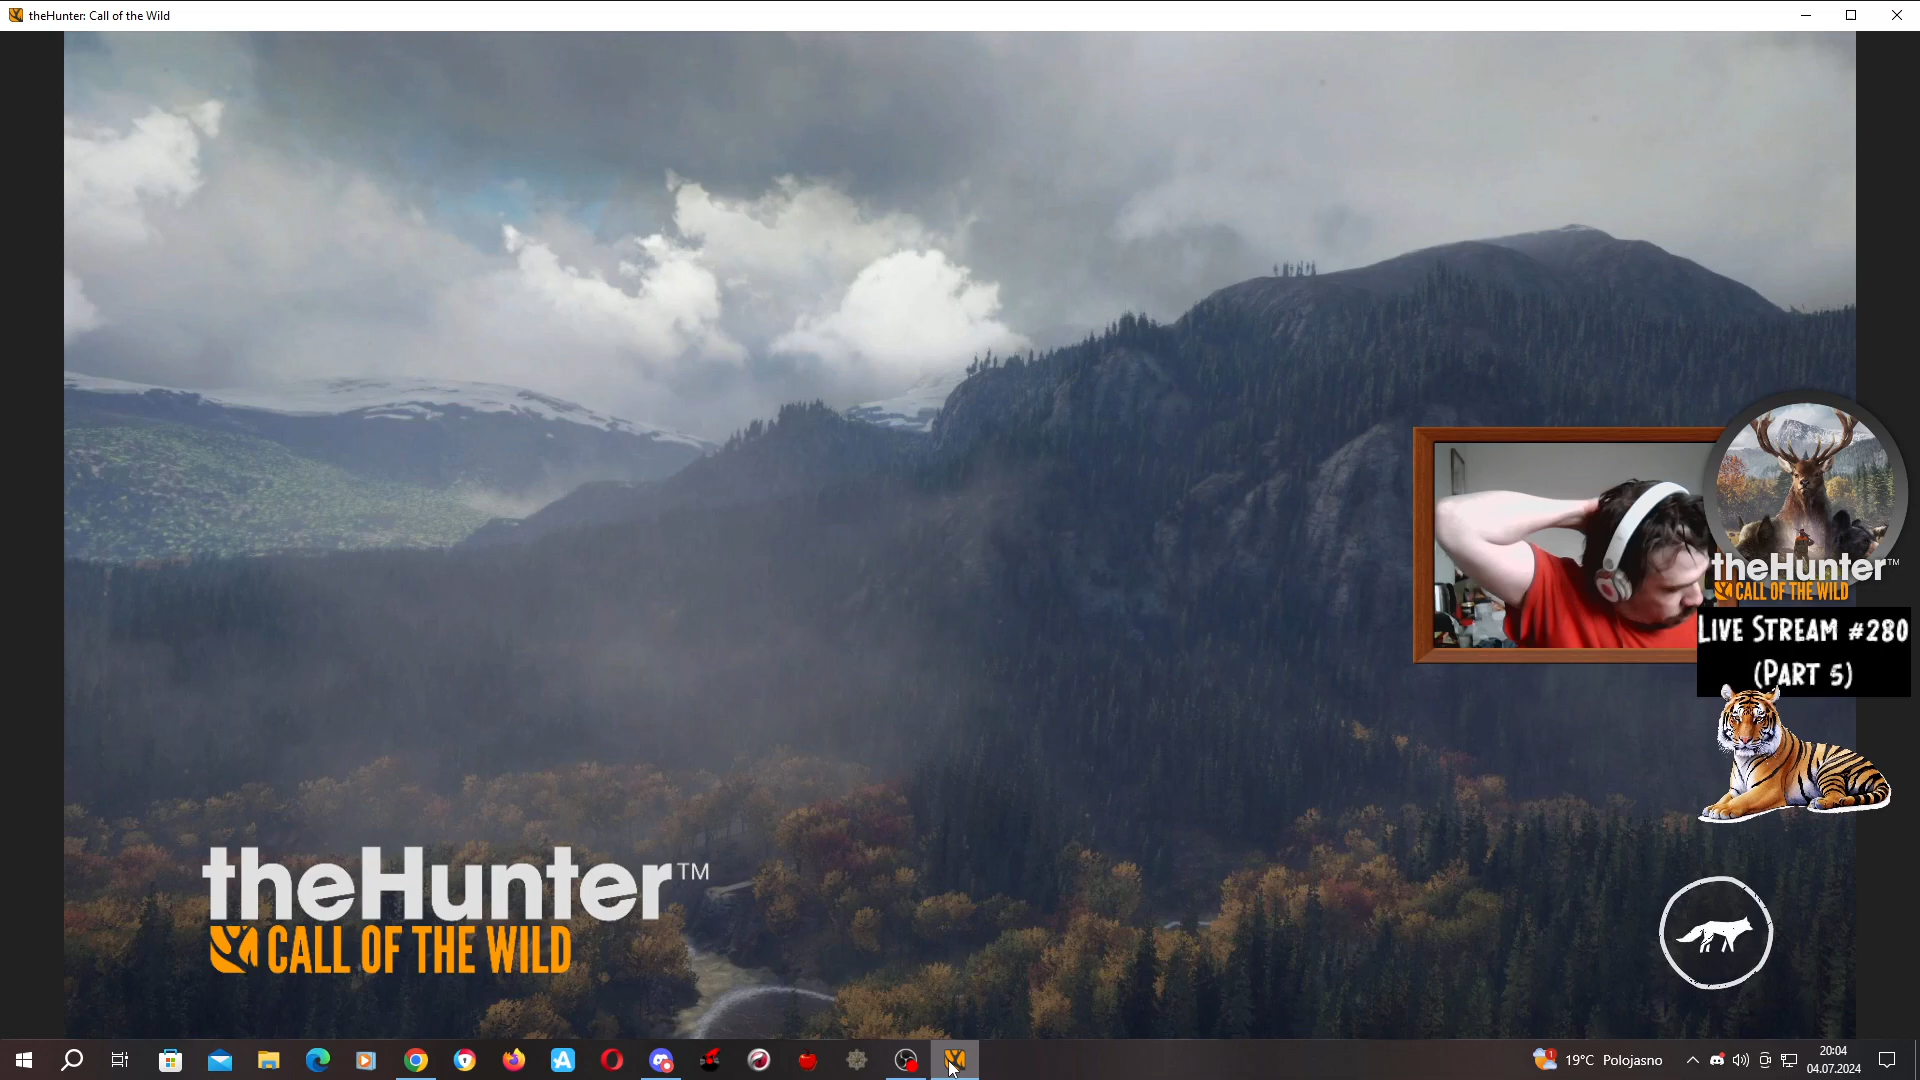 theHunter: Call of the Wild
theHunter™
CALL OF THE WILD
LIVE STREAM #280
(PART 5)
theHunter™
CALL OF THE WILD
1
19°C Polojasno
20:04
04.07.2024